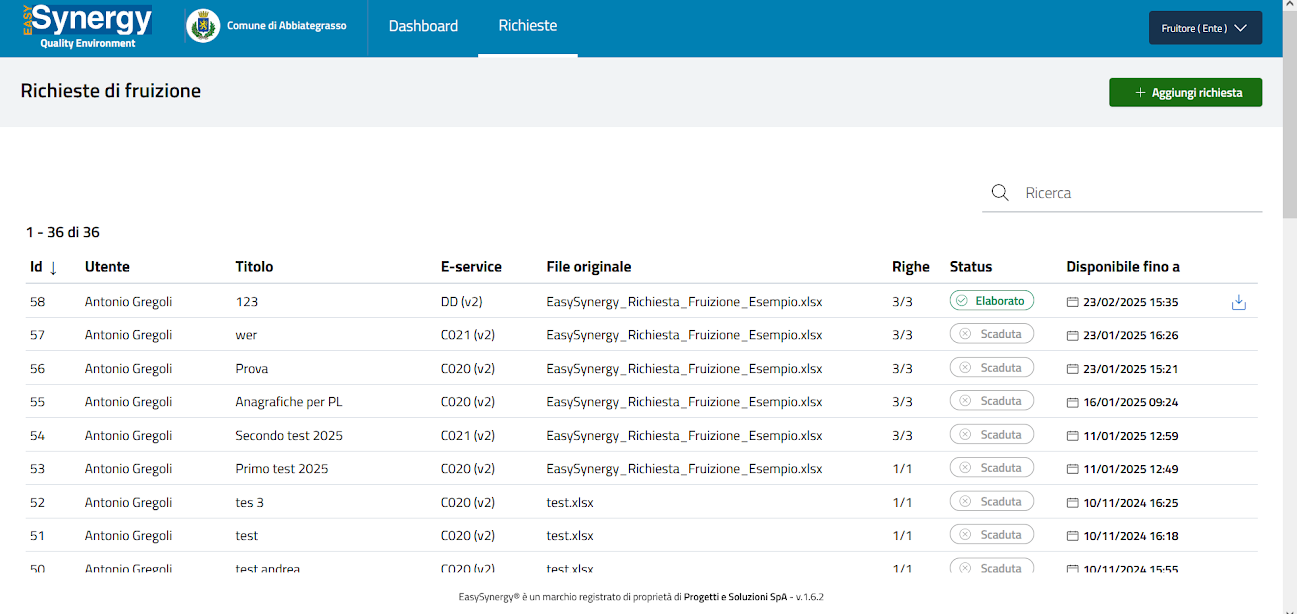 EASY Synergy
Quality Environment
Comune di Abbiategrasso
Dashboard
Richieste
Fruitore ( Ente )
Richieste di fruizione
+ Aggiungi richiesta
Ricerca
1 - 36 di 36
Id ↓ Utente Titolo E-service File originale Righe Status Disponibile fino a
58 Antonio Gregoli 123 DD (v2) EasySynergy_Richiesta_Fruizione_Esempio.xlsx 3/3 Elaborato 23/02/2025 15:35
57 Antonio Gregoli wer C021 (v2) EasySynergy_Richiesta_Fruizione_Esempio.xlsx 3/3 Scaduta 23/01/2025 16:26
56 Antonio Gregoli Prova C020 (v2) EasySynergy_Richiesta_Fruizione_Esempio.xlsx 3/3 Scaduta 23/01/2025 15:21
55 Antonio Gregoli Anagrafiche per PL C020 (v2) EasySynergy_Richiesta_Fruizione_Esempio.xlsx 3/3 Scaduta 16/01/2025 09:24
54 Antonio Gregoli Secondo test 2025 C021 (v2) EasySynergy_Richiesta_Fruizione_Esempio.xlsx 3/3 Scaduta 11/01/2025 12:59
53 Antonio Gregoli Primo test 2025 C020 (v2) EasySynergy_Richiesta_Fruizione_Esempio.xlsx 1/1 Scaduta 11/01/2025 12:49
52 Antonio Gregoli tes 3 C020 (v2) test.xlsx 1/1 Scaduta 10/11/2024 16:25
51 Antonio Gregoli test C020 (v2) test.xlsx 1/1 Scaduta 10/11/2024 16:18
50 Antonio Gregoli test andrea C020 (v2) test.xlsx 1/1 Scaduta 10/11/2024 15:55
EasySynergy® è un marchio registrato di proprietà di Progetti e Soluzioni SpA - v.1.6.2